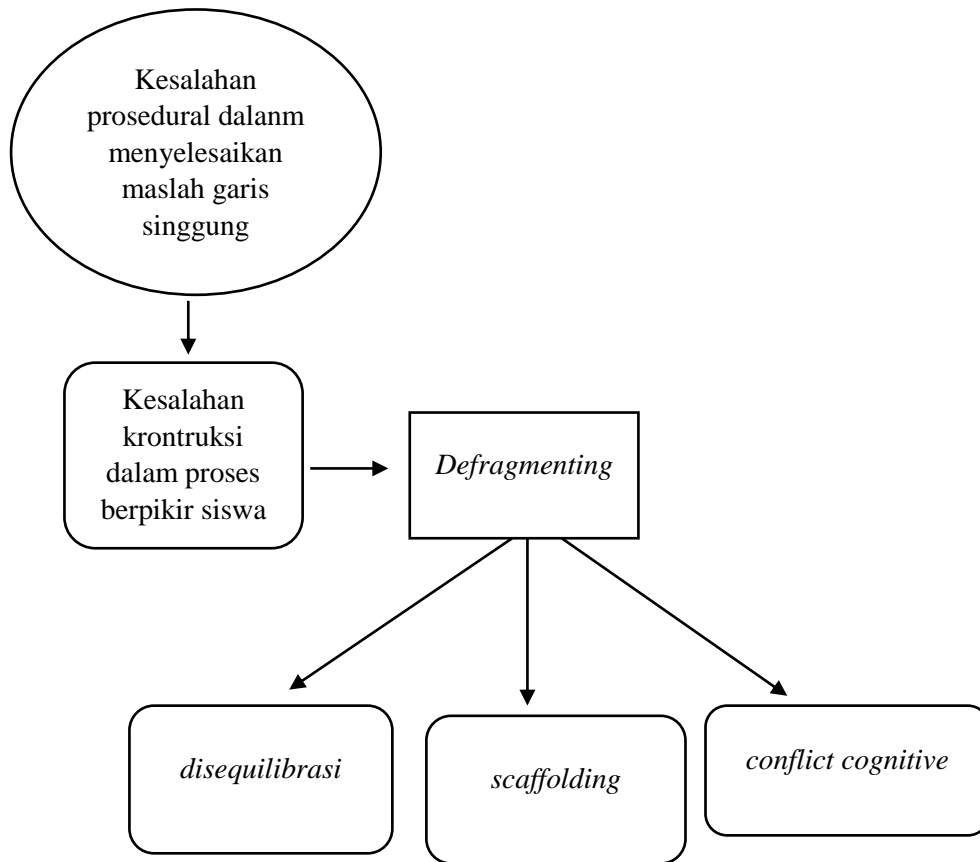 Kesalahan
prosedural dalanm
menyelesaikan
maslah garis
singgung
Kesalahan
krontruksi
dalam proses
berpikir siswa
Defragmenting
disequilibrasi
scaffolding
conflict cognitive